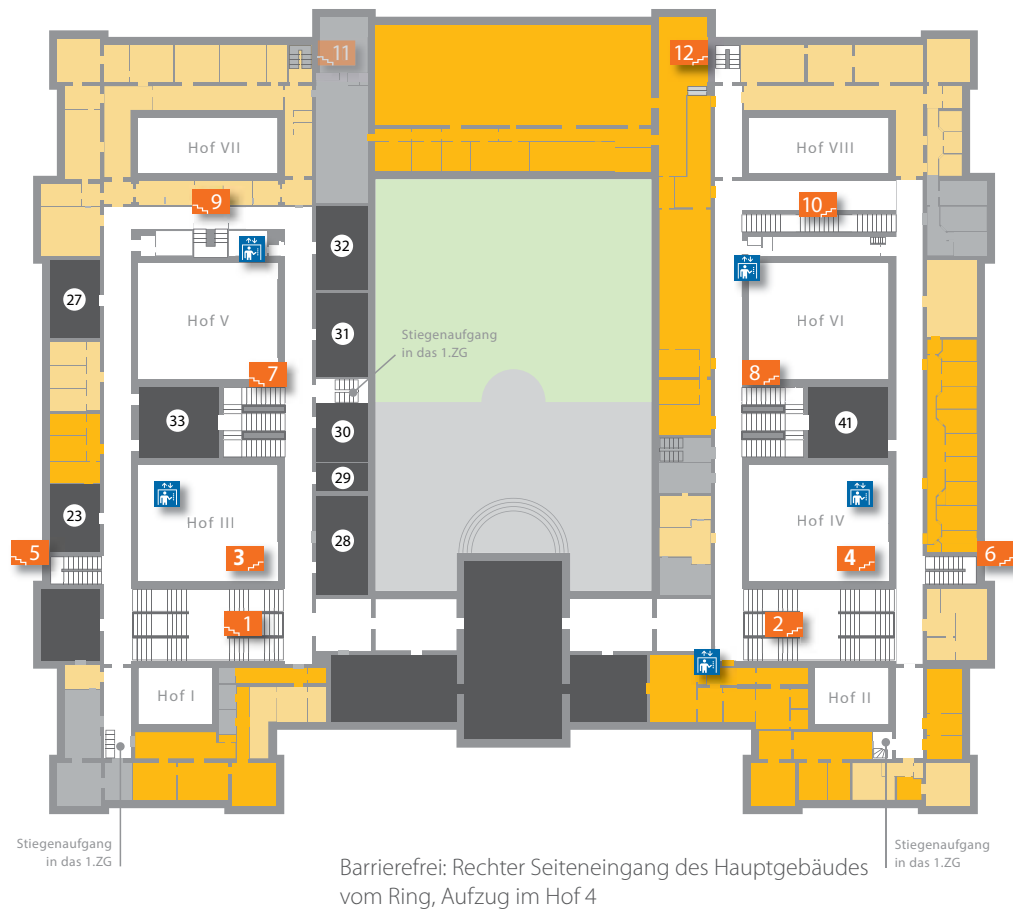 11
12
Hof VII
Hof VIII
9
10
32
27
31
Hof V
Hof VI
Stiegenaufgang
in das 1.ZG
7
8
33
30
41
29
23
Hof III
Hof IV
28
5
3
4
6
1
2
Hof I
Hof II
Stiegenaufgang
in das 1.ZG
Stiegenaufgang
in das 1.ZG
Barrierefrei: Rechter Seiteneingang des Hauptgebäudes
vom Ring, Aufzug im Hof 4